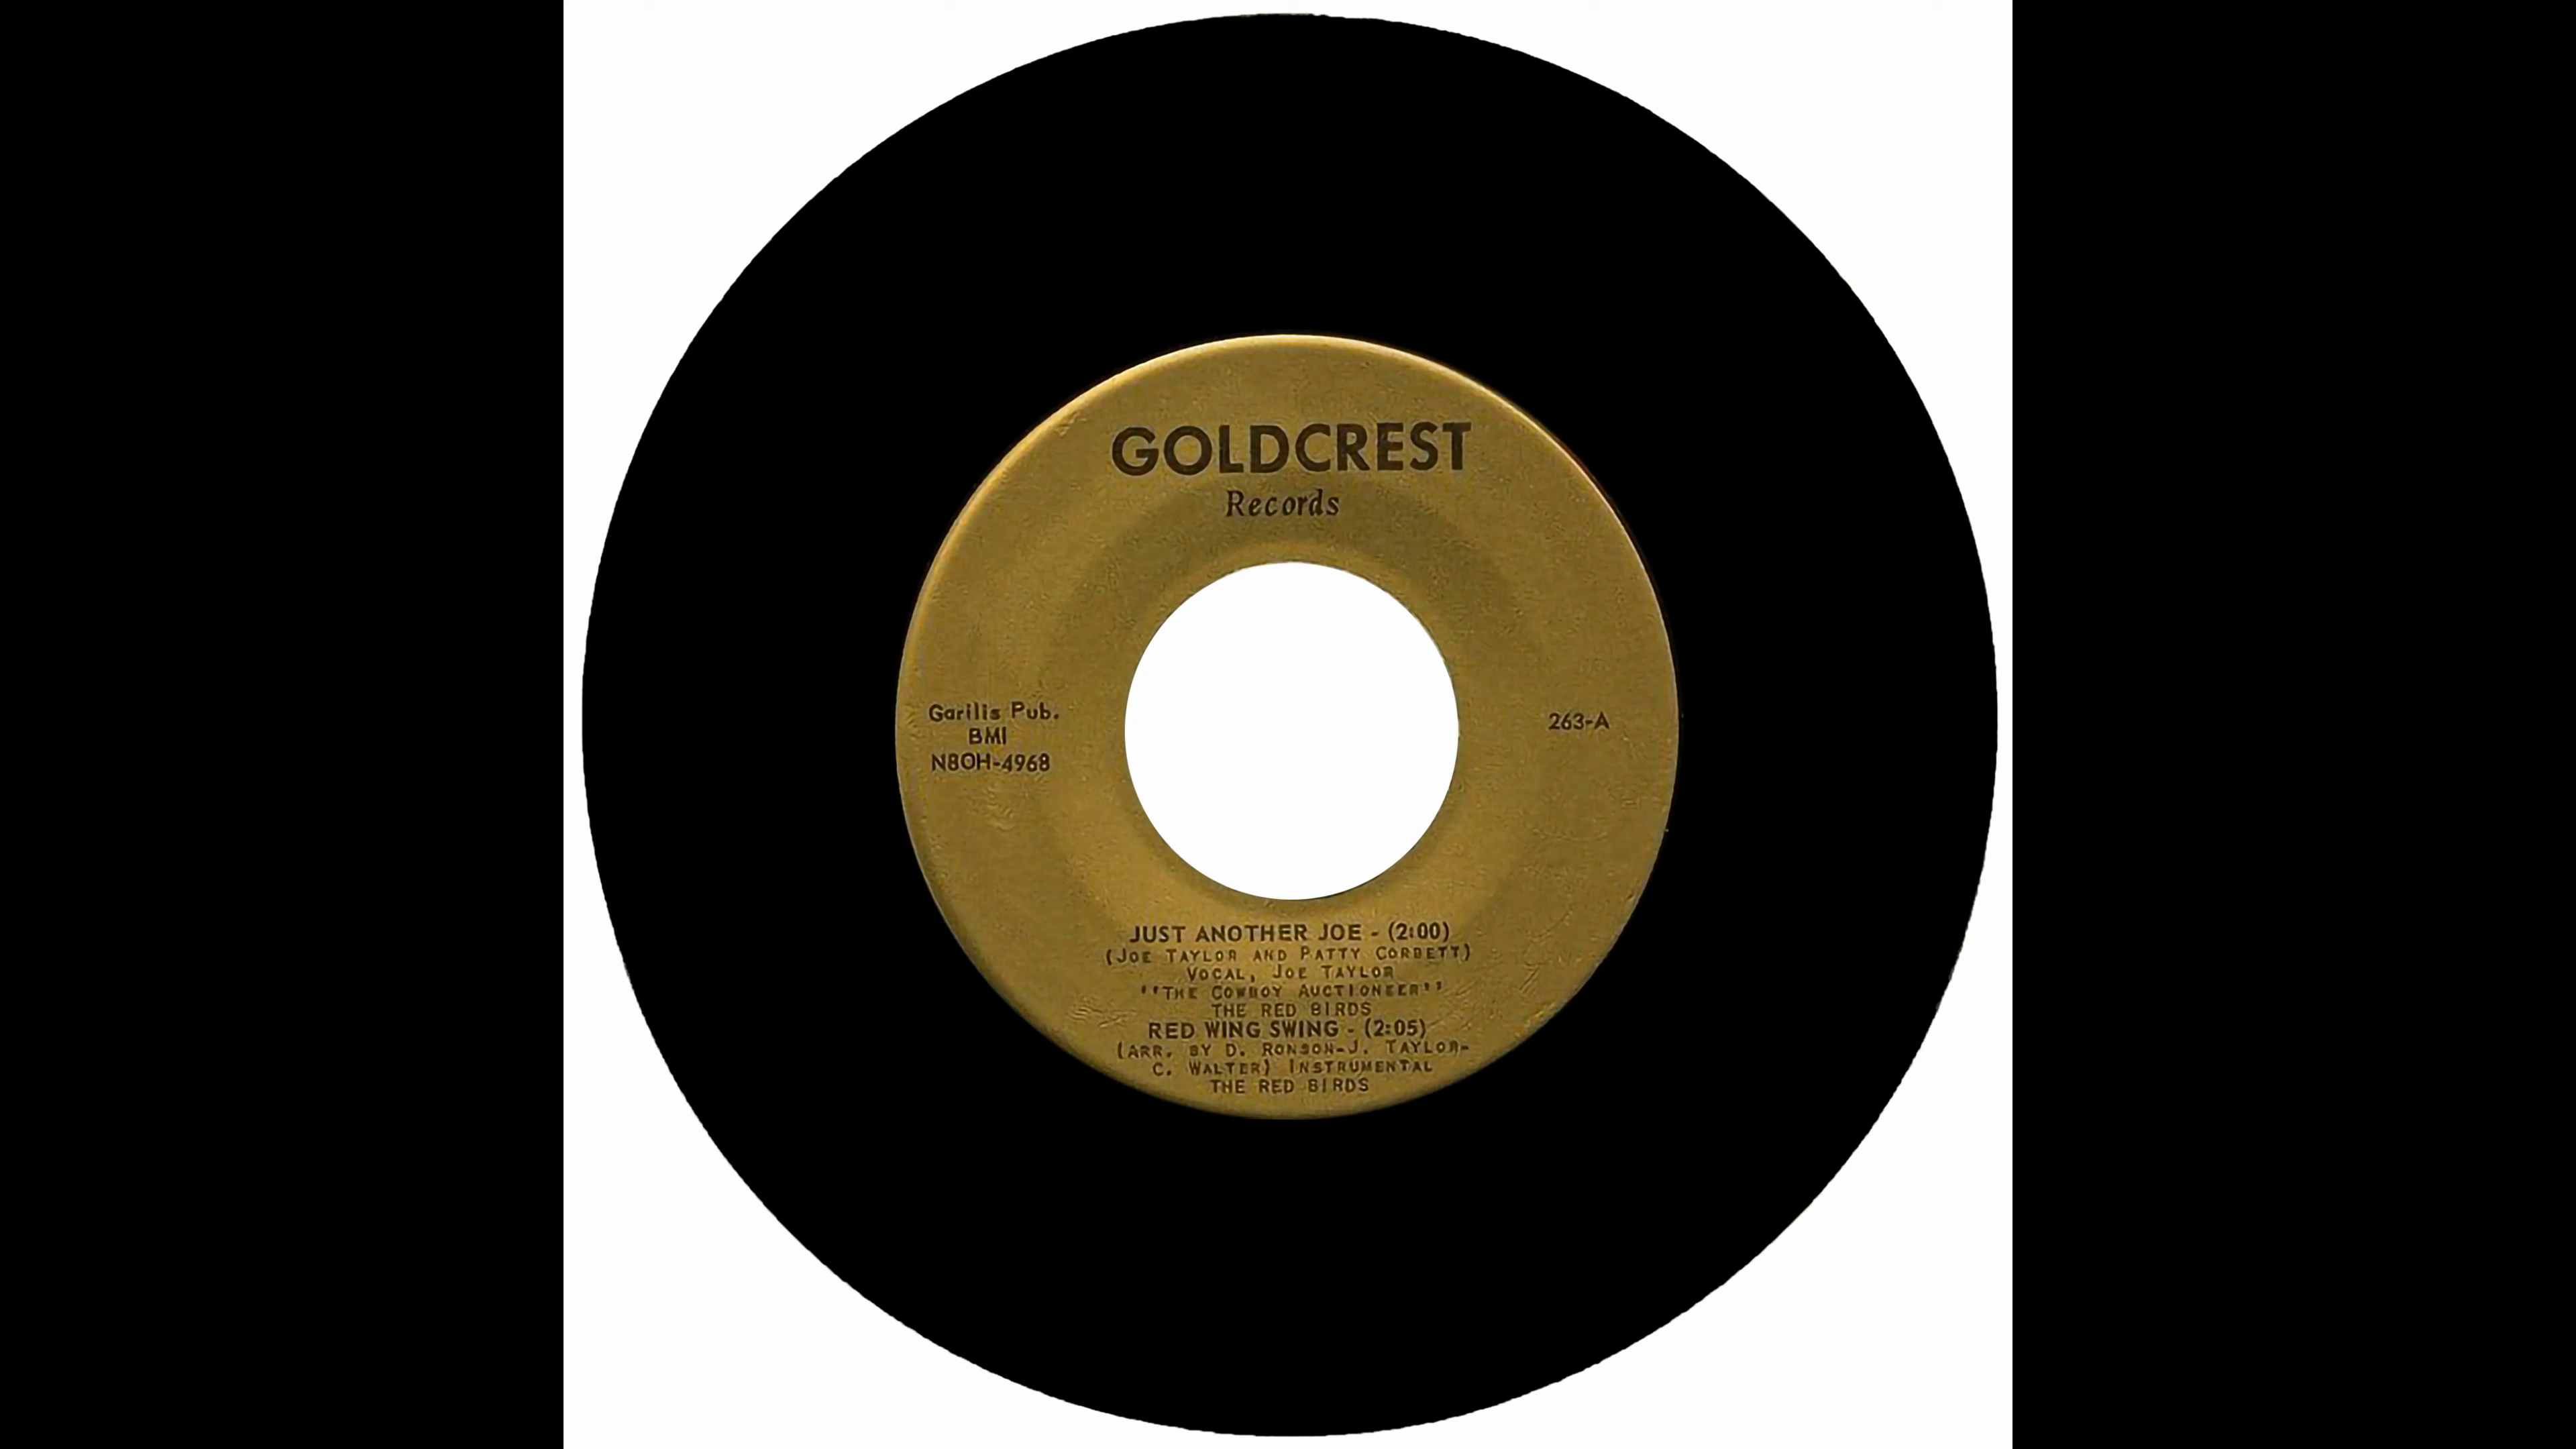 GOLDCREST
Records
Garilis Pub.
BMI
N8OH-4968
263-A
JUST ANOTHER JOE - (2:00)
(JOE TAYLOR AND PATTY CORBETT)
VOCAL, JOE TAYLOR
"THE COWBOY AUCTIONEER"
THE RED BIRDS
RED WING SWING - (2:05)
(ARR. BY D. RONSON-J. TAYLOR-
C. WALTER) INSTRUMENTAL
THE RED BIRDS